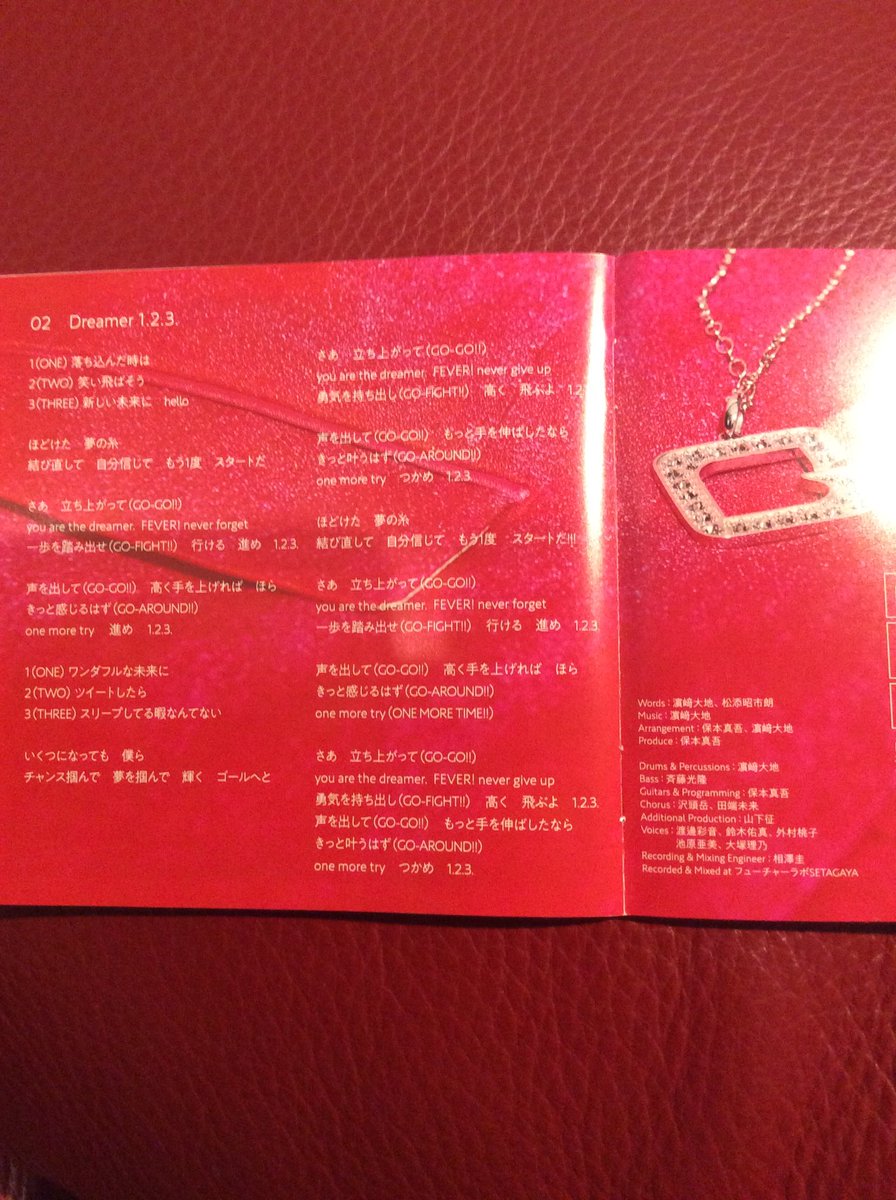 02 Dreamer 1.2.3.
1(ONE) 落ち込んだ時は
2(TWO) 笑い飛ばそう
3(THREE) 新しい未来に hello
ほどけた 夢の糸
結び直して 自分信じて もう1度 スタートだ
さあ 立ち上がって(GO-GO!!)
you are the dreamer. FEVER! never forget
一歩を踏み出せ(GO-FIGHT!!) 行ける 進め 1.2.3.
声を出して(GO-GO!!) 高く手を上げれば ほら
きっと感じるはず(GO-AROUND!!)
one more try 進め 1.2.3.
1(ONE) ワンダフルな未来に
2(TWO) ツイートしたら
3(THREE) スリープしてる暇なんてない
いくつになっても 僕ら
チャンス掴んで 夢を掴んで 輝く ゴールへと
さあ 立ち上がって(GO-GO!!)
you are the dreamer. FEVER! never give up
勇気を持ち出し(GO-FIGHT!!) 高く 飛ぶよ 1.2
声を出して(GO-GO!!) もっと手を伸ばしたなら
きっと叶うはず(GO-AROUND!!)
one more try つかめ 1.2.3.
ほどけた 夢の糸
結び直して 自分信じて もう1度 スタートだ!!!
さあ 立ち上がって(GO-GO!!)
you are the dreamer. FEVER! never forget
一歩を踏み出せ(GO-FIGHT!!) 行ける 進め 1.2.3.
声を出して(GO-GO!!) 高く手を上げれば ほら
きっと感じるはず(GO-AROUND!!)
one more try (ONE MORE TIME!!)
さあ 立ち上がって(GO-GO!!)
you are the dreamer. FEVER! never give up
勇気を持ち出し(GO-FIGHT!!) 高く 飛ぶよ 1.2.3.
声を出して(GO-GO!!) もっと手を伸ばしたなら
きっと叶うはず(GO-AROUND!!)
one more try つかめ 1.2.3.
Words : 濵﨑大地、松添昭市朗
Music : 濵﨑大地
Arrangement : 保本真吾、濵﨑大地
Produce : 保本真吾
Drums & Percussions : 濵﨑大地
Bass : 斉藤光隆
Guitars & Programming : 保本真吾
Chorus : 沢頭岳、田端未来
Additional Production : 山下征
Voices : 渡邊彩音、鈴木佑真、外村桃子
池原亜美、大塚理乃
Recording & Mixing Engineer : 相澤圭
Recorded & Mixed at フューチャーラボSETAGAYA